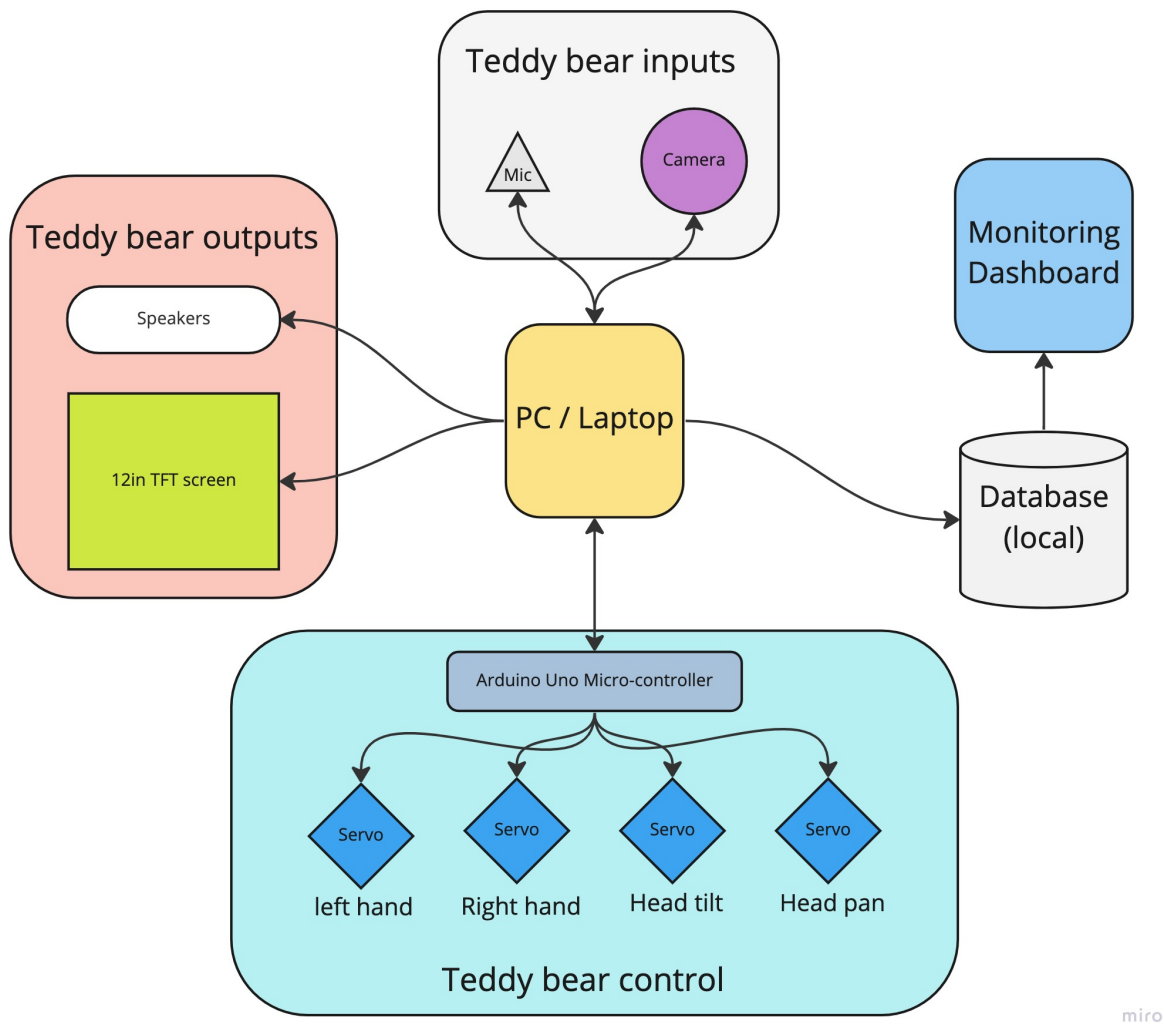 Teddy bear inputs
Mic
Camera
Teddy bear outputs
Speakers
12in TFT screen
PC / Laptop
Monitoring
Dashboard
Database
(local)
Arduino Uno Micro-controller
Servo
Servo
Servo
Servo
left hand
Right hand
Head tilt
Head pan
Teddy bear control
miro